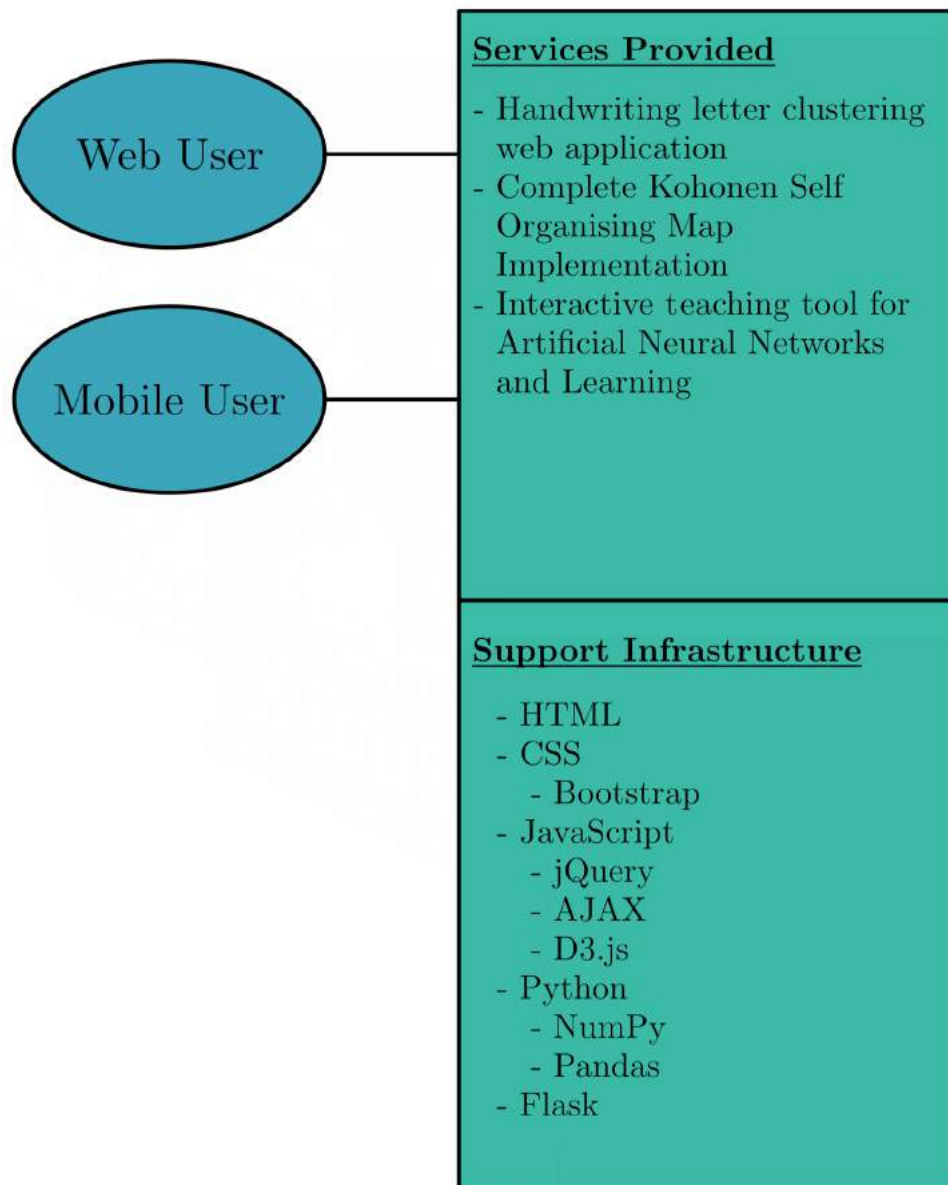 Web User
Mobile User
Services Provided
- Handwriting letter clustering
web application
- Complete Kohonen Self
Organising Map
Implementation
- Interactive teaching tool for
Artificial Neural Networks
and Learning
Support Infrastructure
- HTML
- CSS
- Bootstrap
- JavaScript
- jQuery
- AJAX
- D3.js
- Python
- NumPy
- Pandas
- Flask